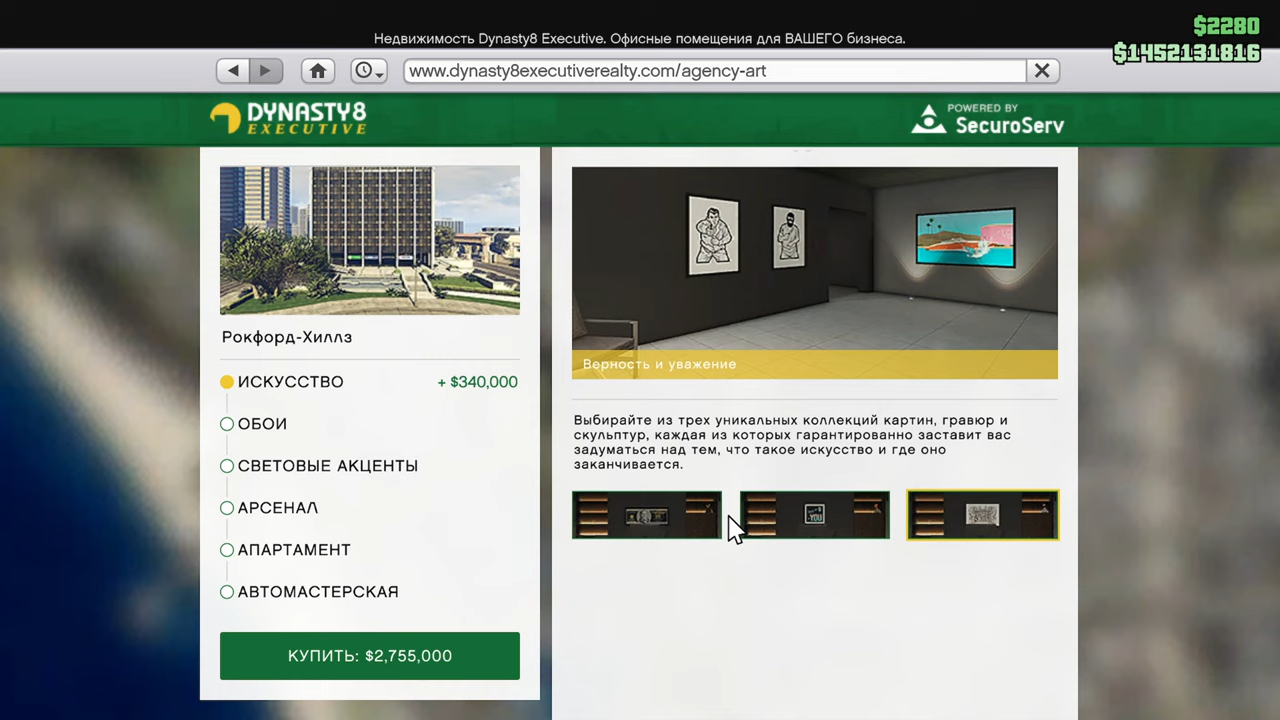 $2280
$1452131816
Недвижимость Dynasty8 Executive. Офисные помещения для ВАШЕГО бизнеса.
www.dynasty8executiverealty.com/agency-art
DYNASTY8
EXECUTIVE
POWERED BY
SecuroServ
Рокфорд-Хиллз
ИСКУССТВО + $340,000
ОБОИ
СВЕТОВЫЕ АКЦЕНТЫ
АРСЕНАЛ
АПАРТАМЕНТ
АВТОМАСТЕРСКАЯ
КУПИТЬ: $2,755,000
Верность и уважение
Выбирайте из трех уникальных коллекций картин, гравюр и
скульптур, каждая из которых гарантированно заставит вас
задуматься над тем, что такое искусство и где оно
заканчивается.
-YOU